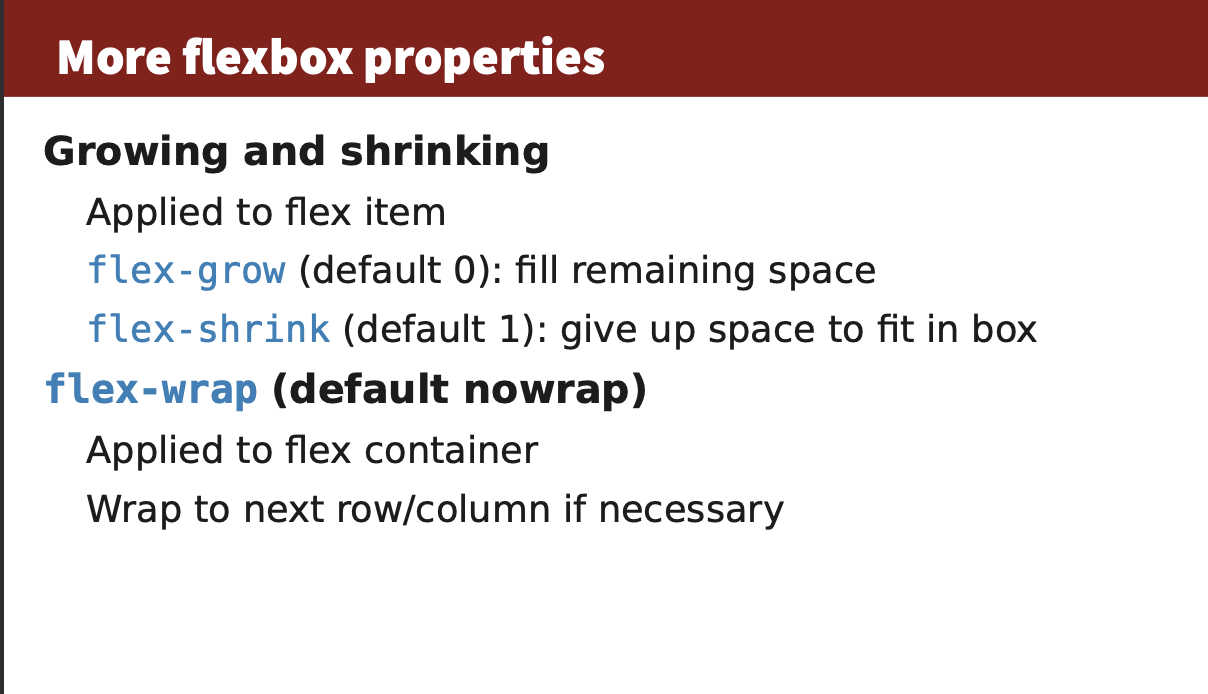 More flexbox properties
Growing and shrinking
Applied to flex item
flex-grow (default 0): fill remaining space
flex-shrink (default 1): give up space to fit in box
flex-wrap (default nowrap)
Applied to flex container
Wrap to next row/column if necessary